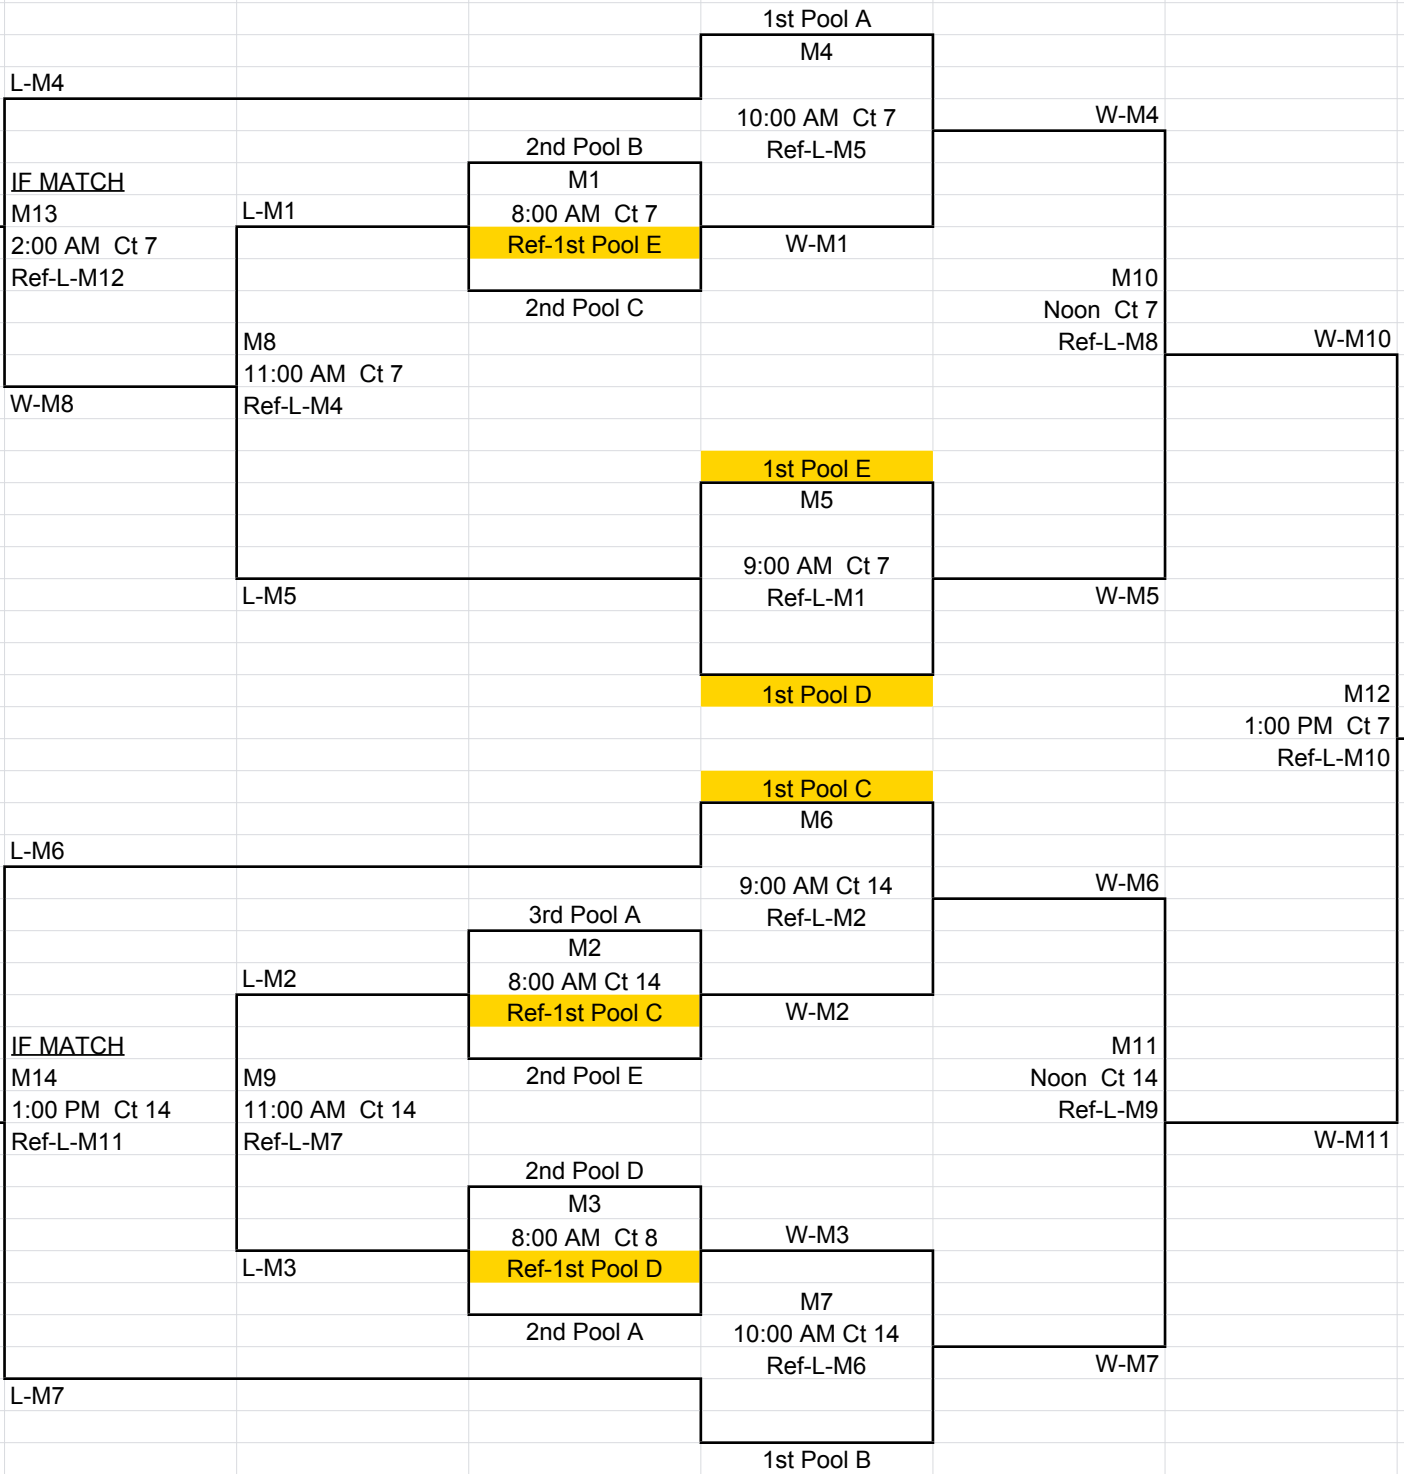 1st Pool A
M4
L-M4
10:00 AM  Ct 7
W-M4
2nd Pool B
Ref-L-M5
IF MATCH
M1
M13
L-M1
8:00 AM  Ct 7
2:00 AM  Ct 7
Ref-1st Pool E
W-M1
Ref-L-M12
M10
2nd Pool C
Noon  Ct 7
M8
Ref-L-M8
W-M10
11:00 AM  Ct 7
W-M8
Ref-L-M4
1st Pool E
M5
9:00 AM  Ct 7
L-M5
Ref-L-M1
W-M5
1st Pool D
M12
1:00 PM  Ct 7
Ref-L-M10
1st Pool C
M6
L-M6
9:00 AM Ct 14
W-M6
3rd Pool A
Ref-L-M2
M2
L-M2
8:00 AM Ct 14
Ref-1st Pool C
W-M2
IF MATCH
M11
M14
M9
2nd Pool E
Noon  Ct 14
1:00 PM  Ct 14
11:00 AM  Ct 14
Ref-L-M9
Ref-L-M11
Ref-L-M7
W-M11
2nd Pool D
M3
8:00 AM  Ct 8
W-M3
L-M3
Ref-1st Pool D
M7
2nd Pool A
10:00 AM Ct 14
Ref-L-M6
W-M7
L-M7
1st Pool B